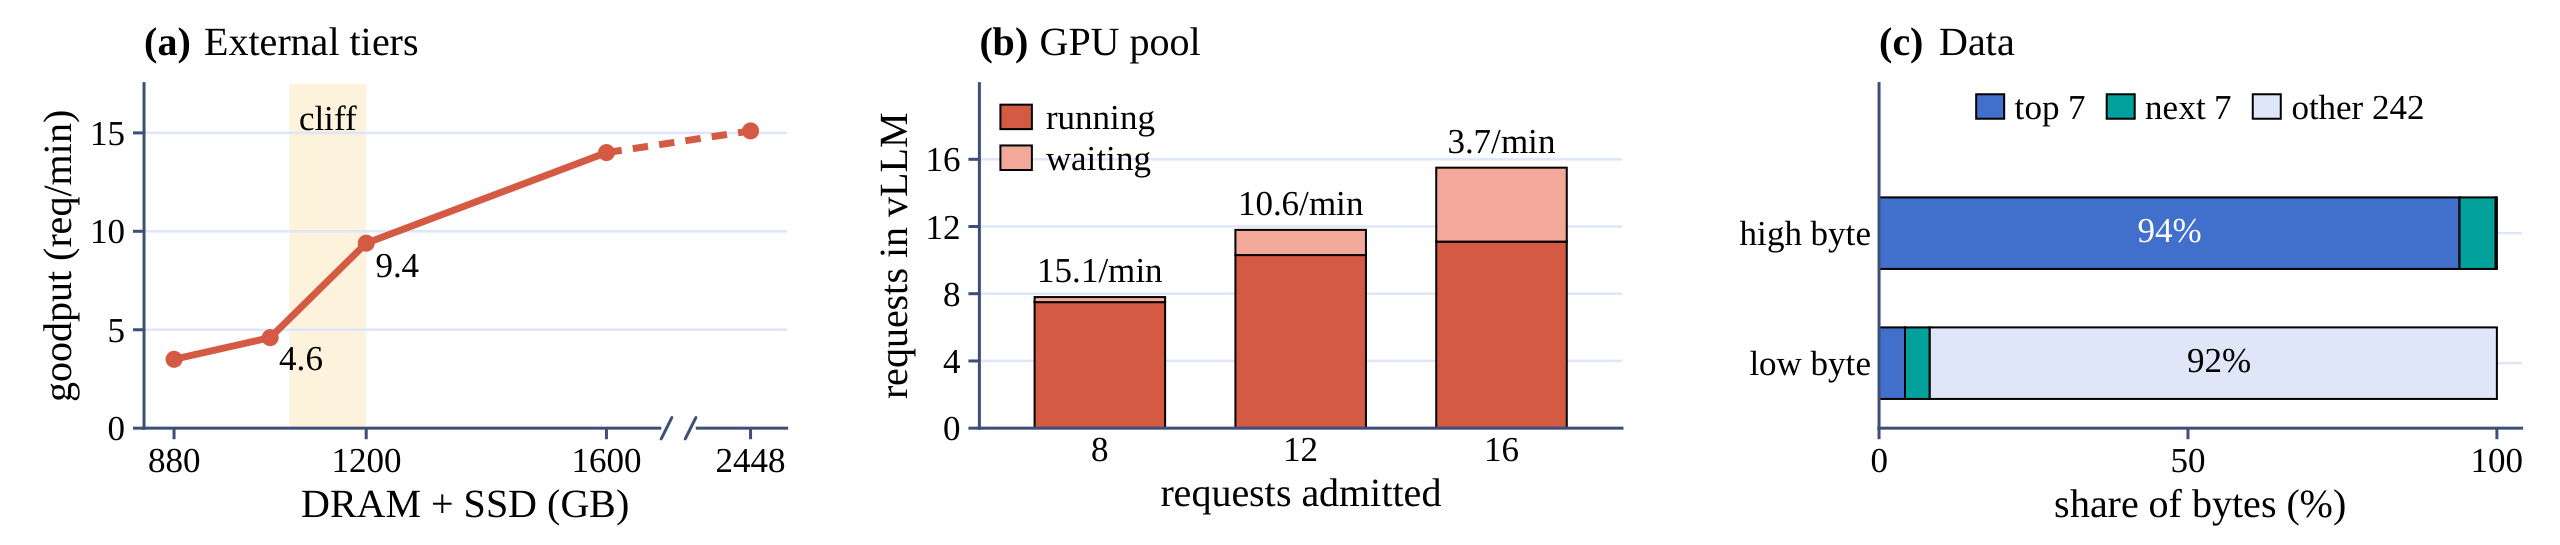 (a) External tiers
goodput (req/min)
15
10
5
0
cliff
9.4
4.6
880
1200
1600
2448
DRAM + SSD (GB)
(b) GPU pool
requests in vLLM
16
12
8
4
0
running
waiting
15.1/min
10.6/min
3.7/min
8
12
16
requests admitted
(c) Data
top 7
next 7
other 242
high byte
94%
low byte
92%
0
50
100
share of bytes (%)